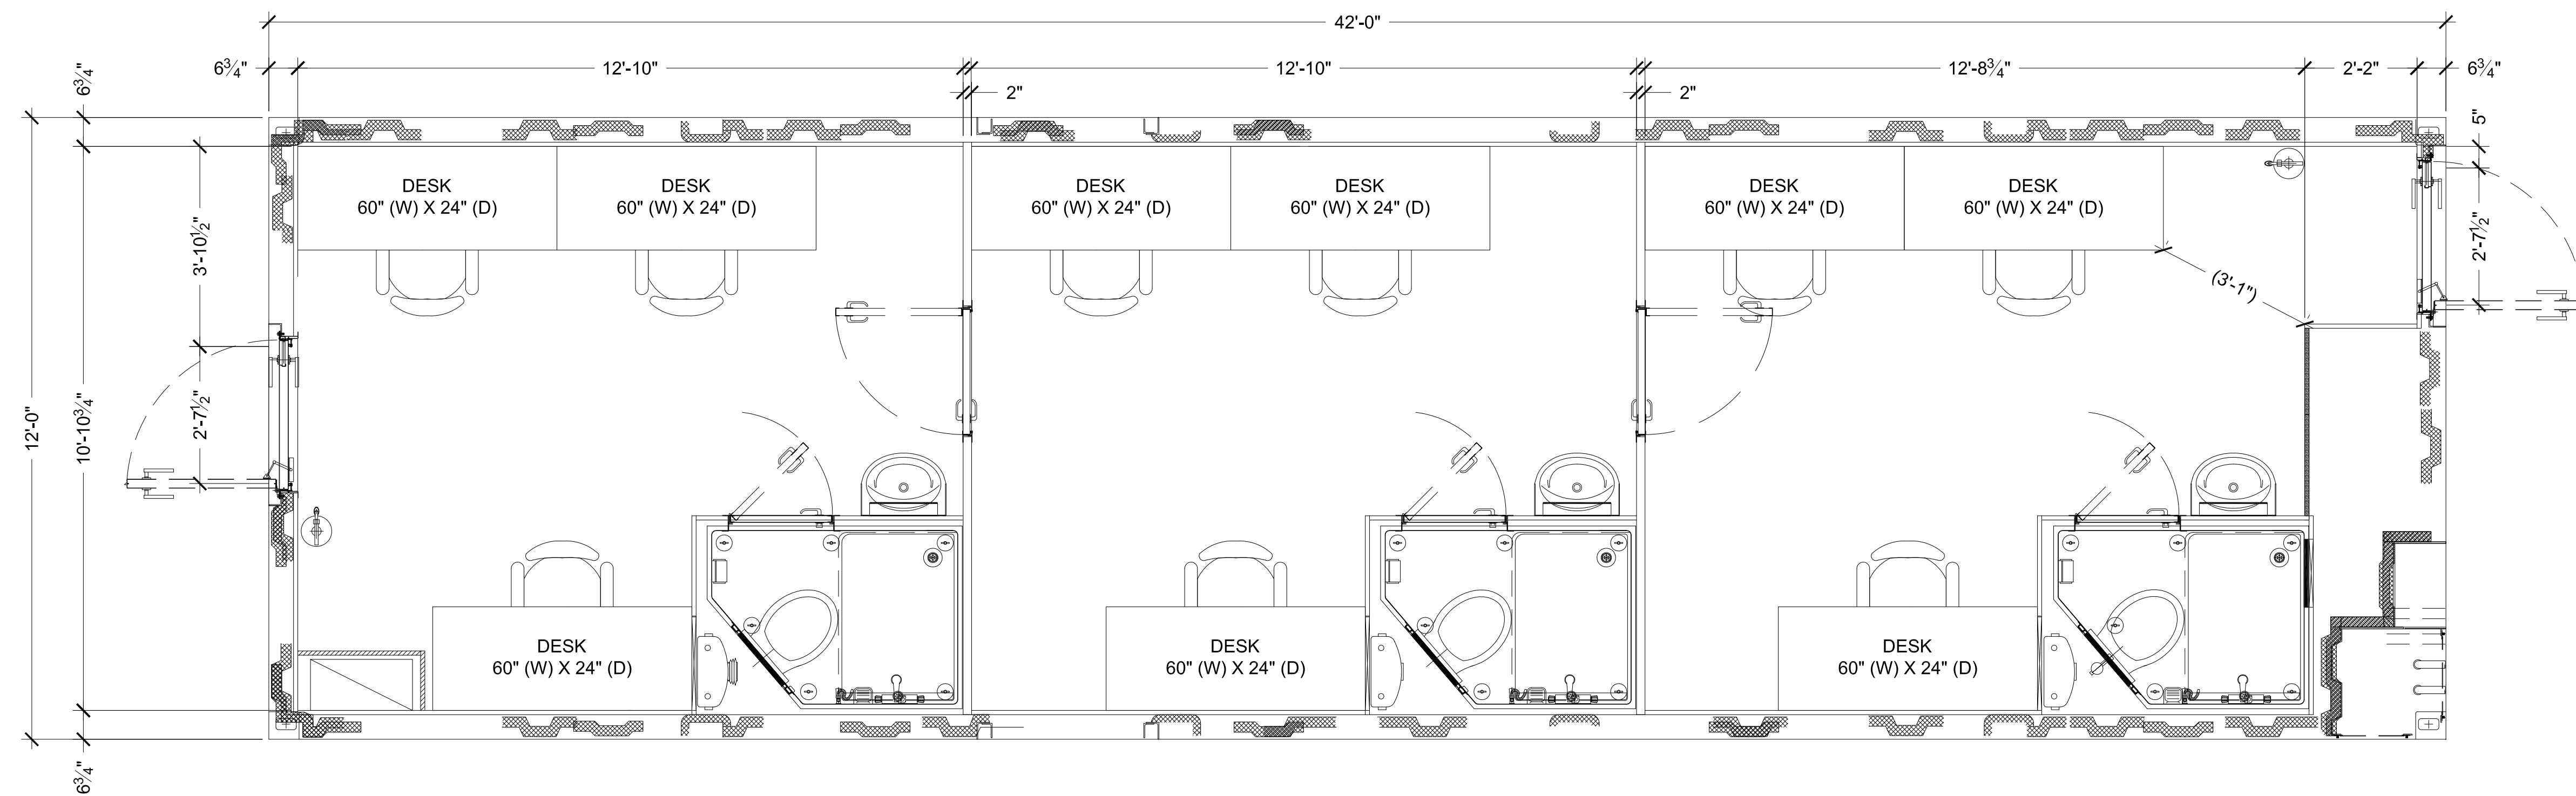 42'-0"
6¾"
12'-10"
12'-10"
12'-8¾"
2'-2"
6¾"
2"
2"
6¾"
5"
DESK
60" (W) X 24" (D)
DESK
60" (W) X 24" (D)
DESK
60" (W) X 24" (D)
DESK
60" (W) X 24" (D)
DESK
60" (W) X 24" (D)
DESK
60" (W) X 24" (D)
3'-10½"
2'-7½"
(3'-1")
12'-0"
10'-10¾"
2'-7½"
DESK
60" (W) X 24" (D)
DESK
60" (W) X 24" (D)
DESK
60" (W) X 24" (D)
6¾"